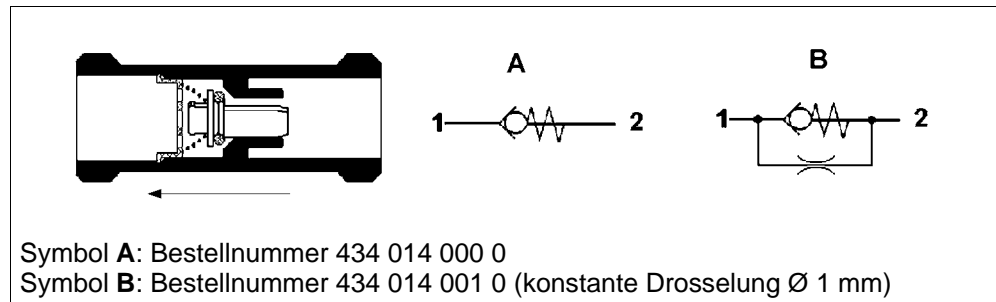 A
B
1
2
1
2
Symbol A: Bestellnummer 434 014 000 0
Symbol B: Bestellnummer 434 014 001 0 (konstante Drosselung Ø 1 mm)